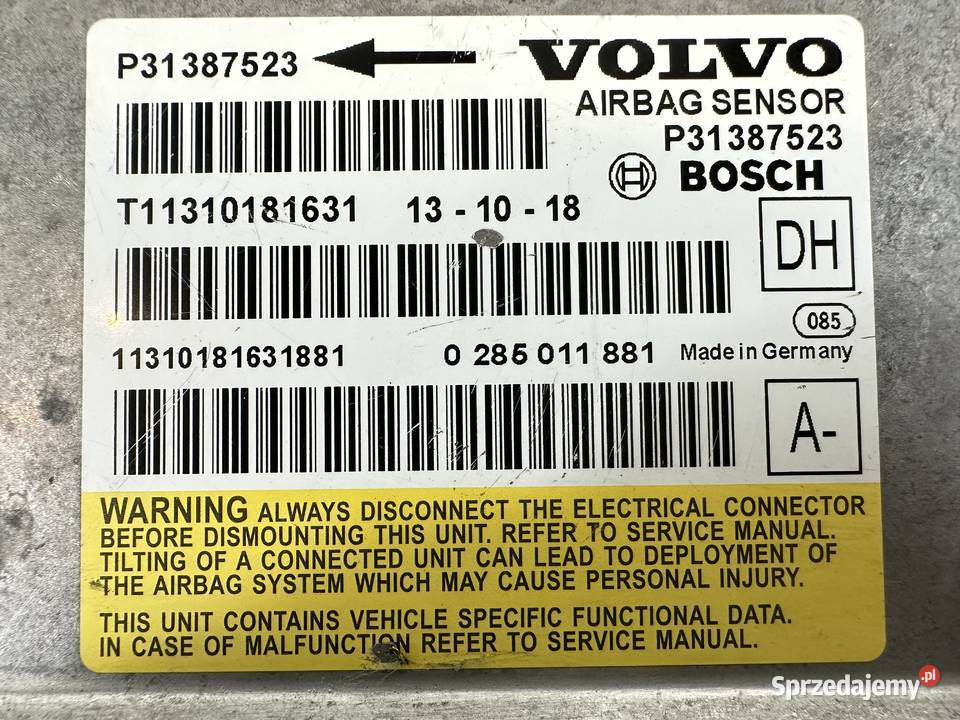 P31387523
VOLVO
AIRBAG SENSOR
P31387523
BOSCH
T11310181631 13 - 10 - 18
DH
085
11310181631881 0 285 011 881 Made in Germany
A-
WARNING ALWAYS DISCONNECT THE ELECTRICAL CONNECTOR
BEFORE DISMOUNTING THIS UNIT. REFER TO SERVICE MANUAL.
TILTING OF A CONNECTED UNIT CAN LEAD TO DEPLOYMENT OF
THE AIRBAG SYSTEM WHICH MAY CAUSE PERSONAL INJURY.
THIS UNIT CONTAINS VEHICLE SPECIFIC FUNCTIONAL DATA.
IN CASE OF MALFUNCTION REFER TO SERVICE MANUAL.
Sprzedajemy.pl